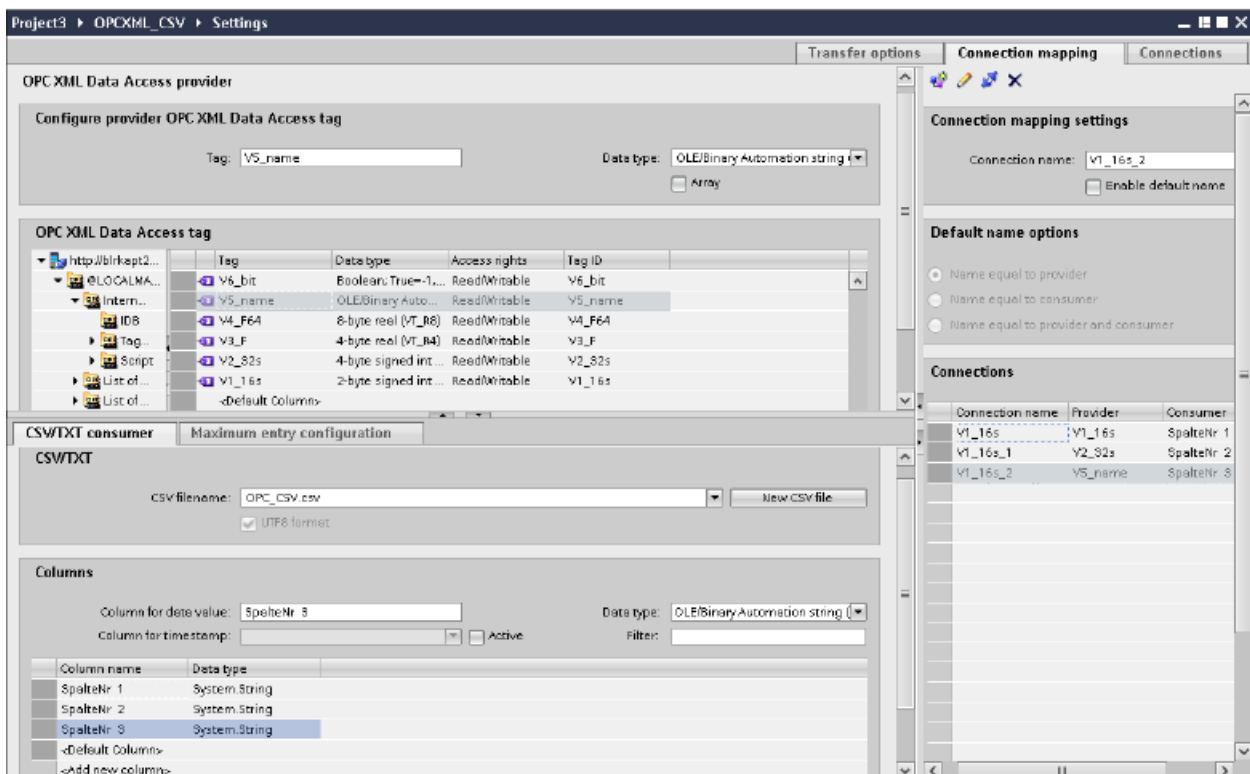 Project3 ▸ OPCXML_CSV ▸ Settings
Transfer options
Connection mapping
Connections
OPC XML Data Access provider
Configure provider OPC XML Data Access tag
Tag: V5_name
Data type: OLE/Binary Automation string
Array
OPC XML Data Access tag
http://blrkapt2...
@LOCALMA...
Intern...
IDB
Tag...
Script
List of...
List of...
Tag Data type Access rights Tag ID
V6_bit Boolean; True=-1,... Read/Writable V6_bit
V5_name OLE/Binary Auto... Read/Writable V5_name
V4_F64 8-byte real (VT_R8) Read/Writable V4_F64
V3_F 4-byte real (VT_R4) Read/Writable V3_F
V2_32s 4-byte signed int... Read/Writable V2_32s
V1_16s 2-byte signed int... Read/Writable V1_16s
<Default Column>
CSV/TXT consumer
Maximum entry configuration
CSV/TXT
CSV filename: OPC_CSV.csv
New CSV file
UTF8 format
Columns
Column for data value: SpalteNr 3
Data type: OLE/Binary Automation string (
Column for timestamp:
Active
Filter:
Column name Data type
SpalteNr 1 System.String
SpalteNr 2 System.String
SpalteNr 3 System.String
<Default Column>
<Add new column>
Connection mapping settings
Connection name: V1_16s_2
Enable default name
Default name options
Name equal to provider
Name equal to consumer
Name equal to provider and consumer
Connections
Connection name Provider Consumer
V1_16s V1_16s SpalteNr 1
V1_16s_1 V2_32s SpalteNr 2
V1_16s_2 V5_name SpalteNr 3